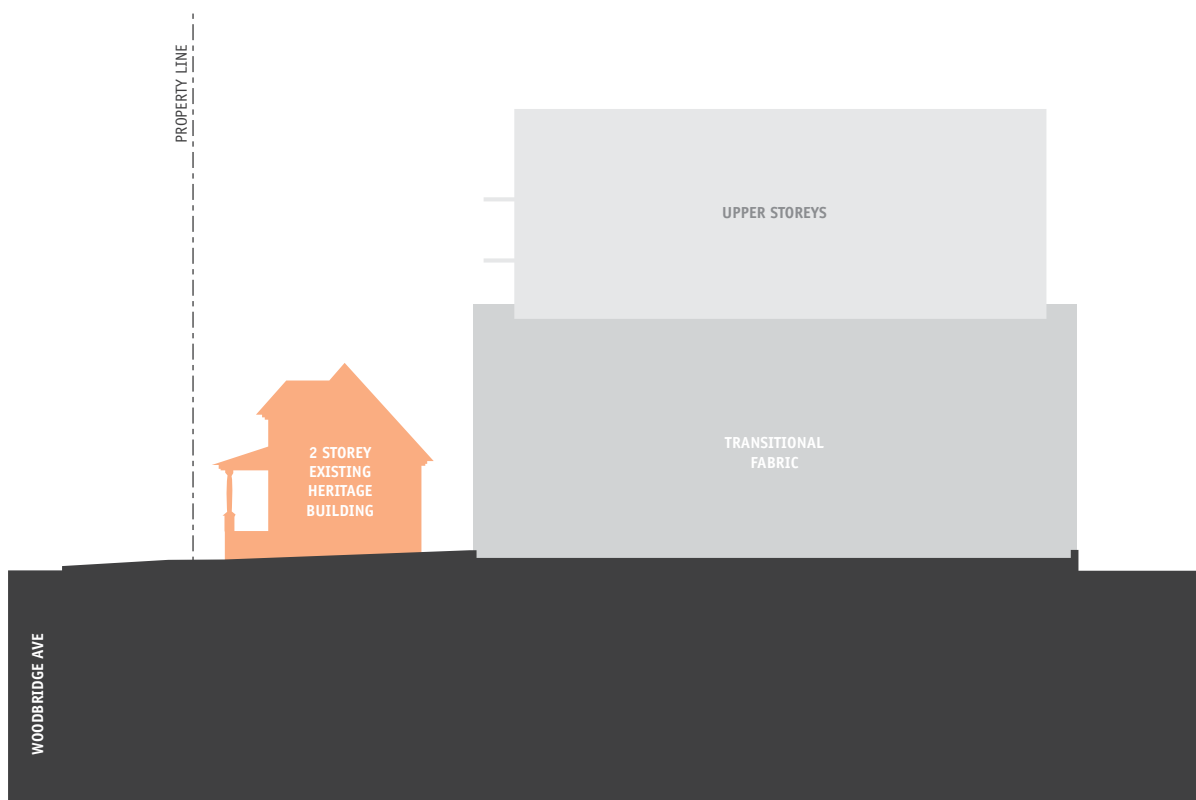 PROPERTY LINE
UPPER STOREYS
TRANSITIONAL
FABRIC
2 STOREY
EXISTING
HERITAGE
BUILDING
WOODBRIDGE AVE